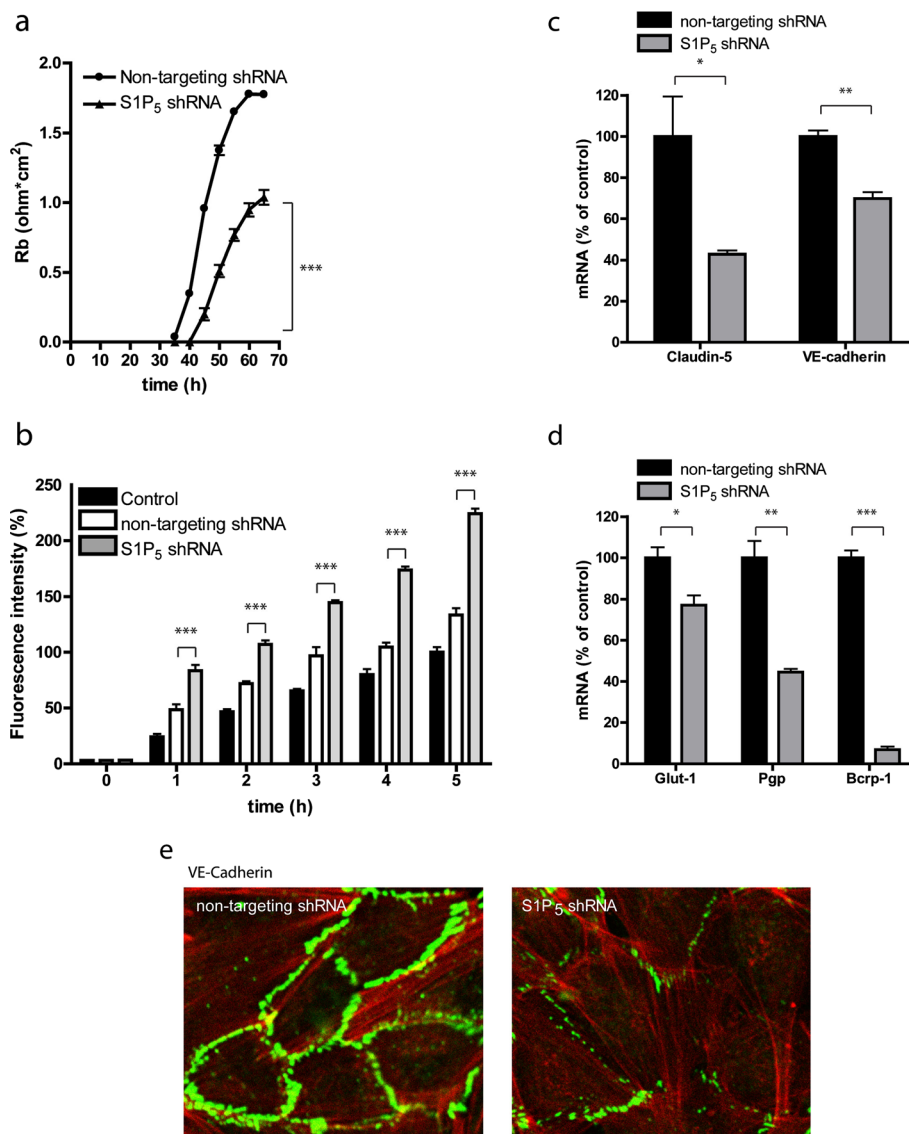 a
Non-targeting shRNA
S1P5 shRNA
2.0
1.5
1.0
0.5
0.0
Rb (ohm*cm2)
***
0 10 20 30 40 50 60 70
time (h)
b
Control
non-targeting shRNA
S1P5 shRNA
250
200
150
100
50
0
Fluorescence intensity (%)
***
***
***
***
***
0 1 2 3 4 5
time (h)
c
non-targeting shRNA
S1P5 shRNA
120
100
80
60
40
20
0
mRNA (% of control)
*
**
Claudin-5 VE-cadherin
d
non-targeting shRNA
S1P5 shRNA
120
100
80
60
40
20
0
mRNA (% of control)
*
**
***
Glut-1 Pgp Bcrp-1
e
VE-Cadherin
non-targeting shRNA
S1P5 shRNA